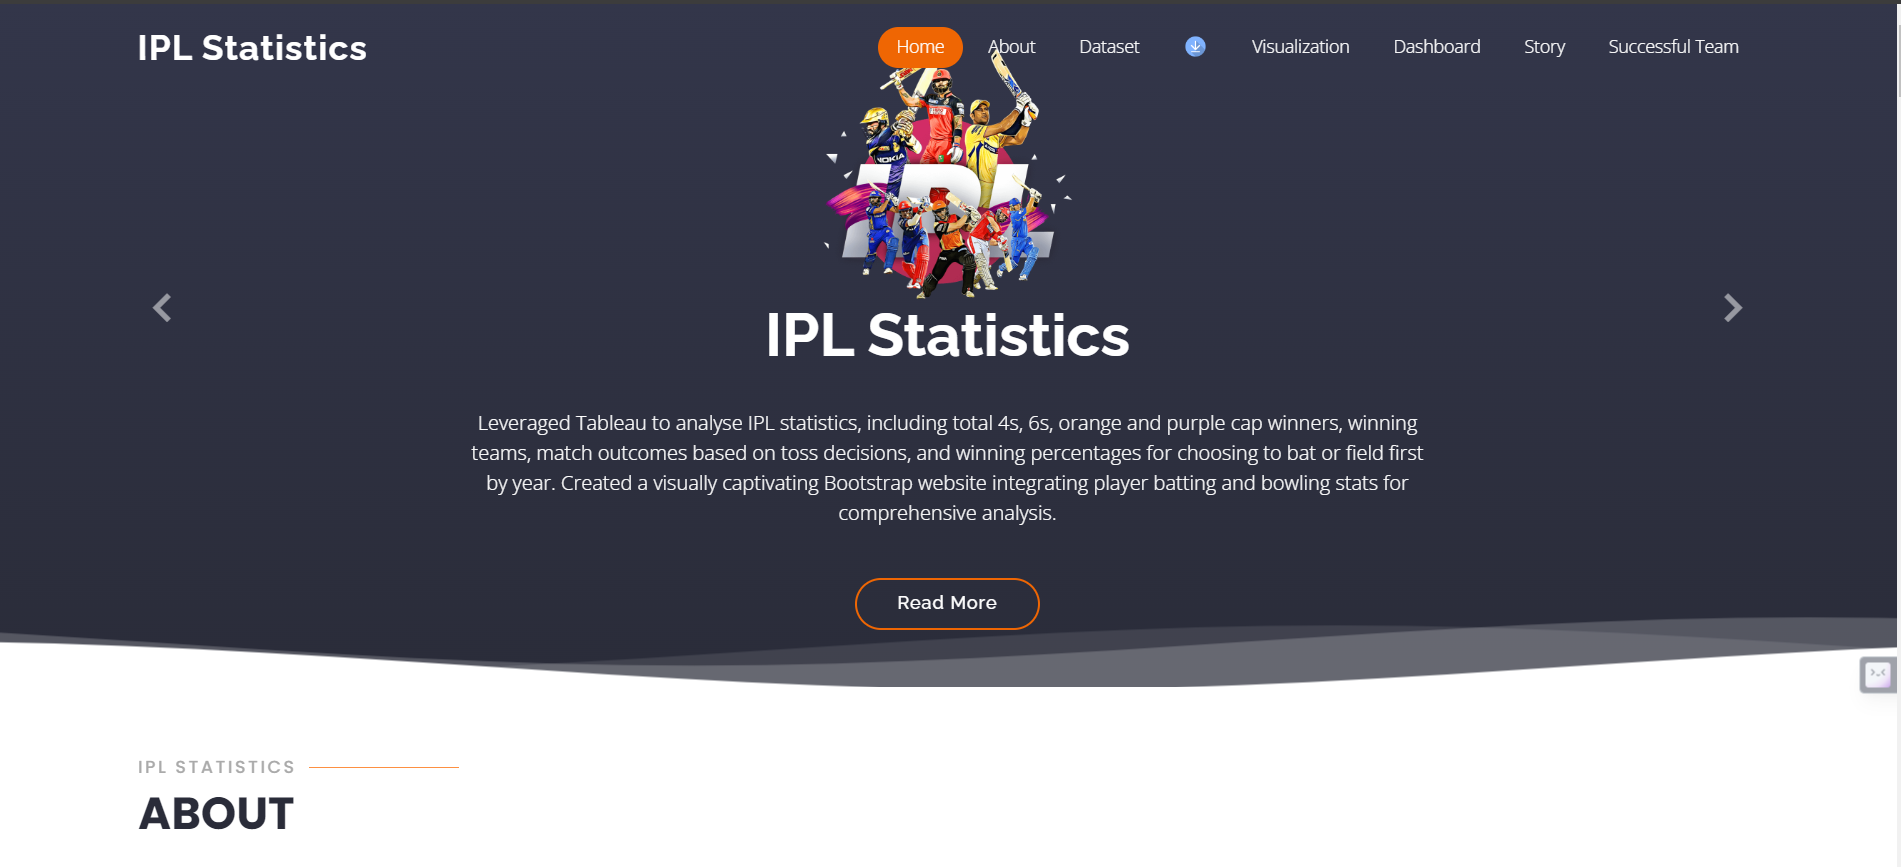 IPL Statistics
Home About Dataset Visualization Dashboard Story Successful Team
NOKIA
IPL
IPL Statistics
Leveraged Tableau to analyse IPL statistics, including total 4s, 6s, orange and purple cap winners, winning
teams, match outcomes based on toss decisions, and winning percentages for choosing to bat or field first
by year. Created a visually captivating Bootstrap website integrating player batting and bowling stats for
comprehensive analysis.
Read More
IPL STATISTICS
ABOUT